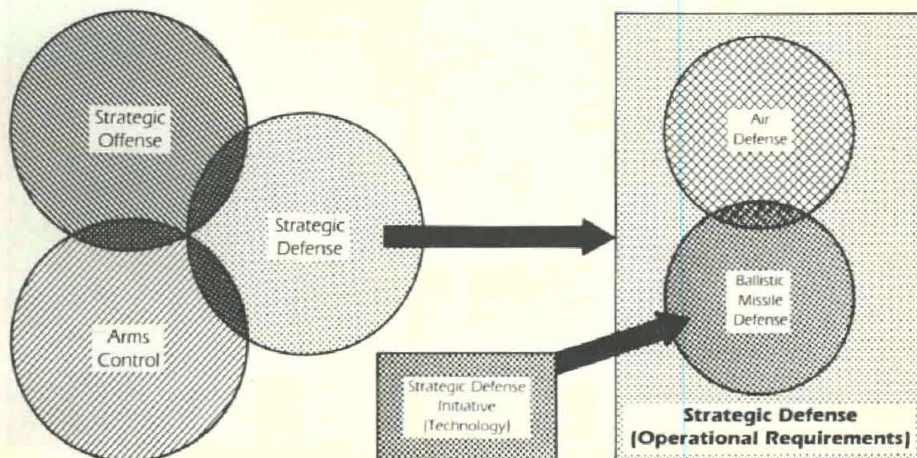 Strategic
Offense
Strategic
Defense
Arms
Control
Strategic Defense
Initiative
(Technology)
Air
Defense
Ballistic
Missile
Defense
Strategic Defense
(Operational Requirements)